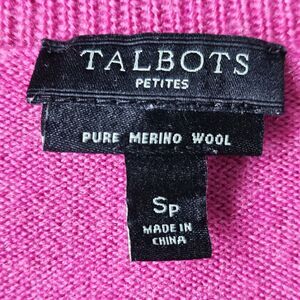 TALBOTS
PETITES
PURE MERINO WOOL
SP
MADE IN
CHINA